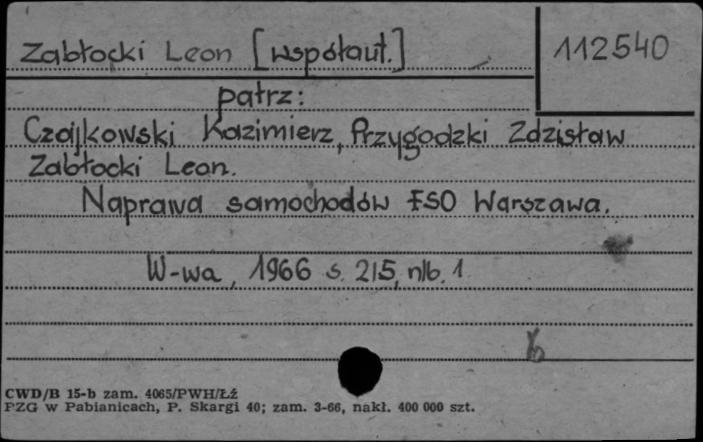 Zabłocki Leon [współaut.]
112540
patrz:
Czajkowski Kazimierz, Przygodzki Zdzisław
Zabłocki Leon.
Naprawa samochodów FSO Warszawa.
W-wa, 1966 s. 215, nlb. 1
CWD/B 15-b zam. 4065/PWH/Łź
PZG w Pabianicach, P. Skargi 40; zam. 3-66, nakł. 400 000 szt.